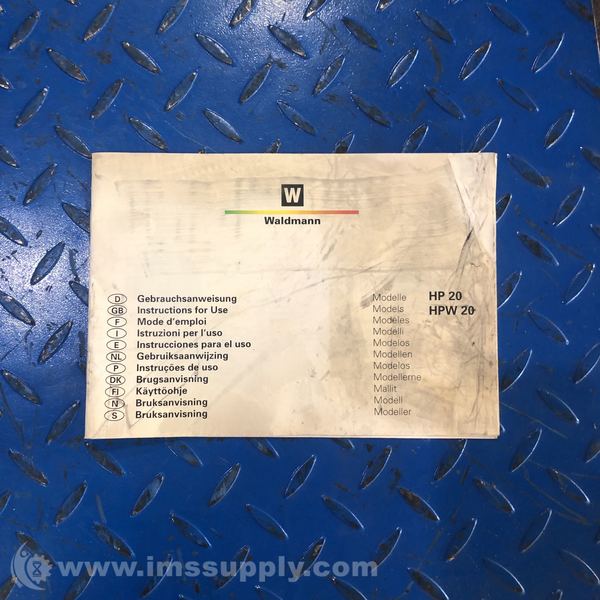 W
Waldmann
D Gebrauchsanweisung Modelle HP 20
GB Instructions for Use Models HPW 20
F Mode d'emploi Modèles
I Istruzioni per l'uso Modelli
E Instrucciones para el uso Modelos
NL Gebruiksaanwijzing Modellen
P Instruções de uso Modelos
DK Brugsanvisning Modellerne
FI Käyttöohje Mallit
N Bruksanvisning Modell
S Bruksanvisning Modeller
www.imssupply.com